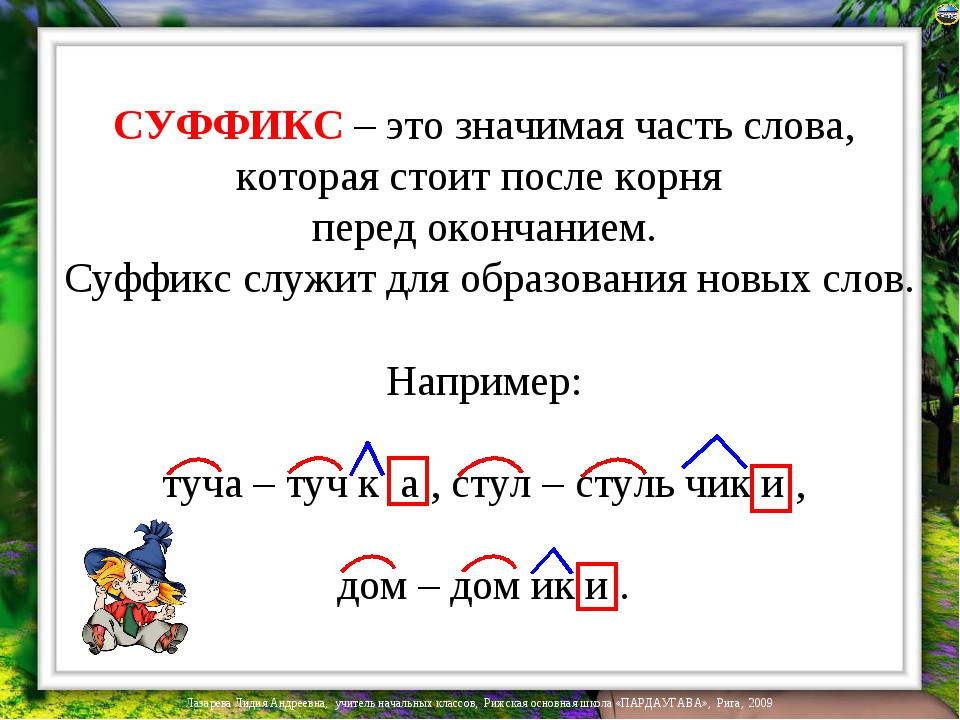 СУФФИКС – это значимая часть слова,
которая стоит после корня
перед окончанием.
Суффикс служит для образования новых слов.
Например:
туча – туч к а , стул – стуль чик и ,
дом – дом ик и .
Лазарева Лидия Андреевна, учитель начальных классов, Рижская основная школа «ПАРДАУГАВА», Рига, 2009